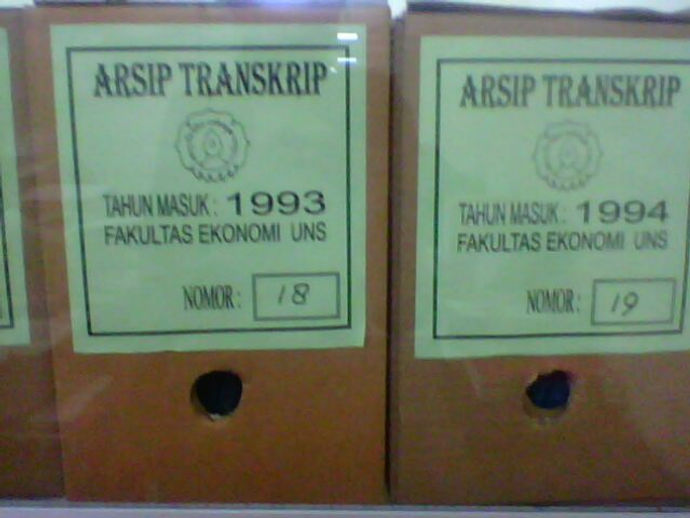 ARSIP TRANSKRIP
TAHUN MASUK : 1993
FAKULTAS EKONOMI UNS
NOMOR : 18
ARSIP TRANSKRIP
TAHUN MASUK : 1994
FAKULTAS EKONOMI UNS
NOMOR : 19